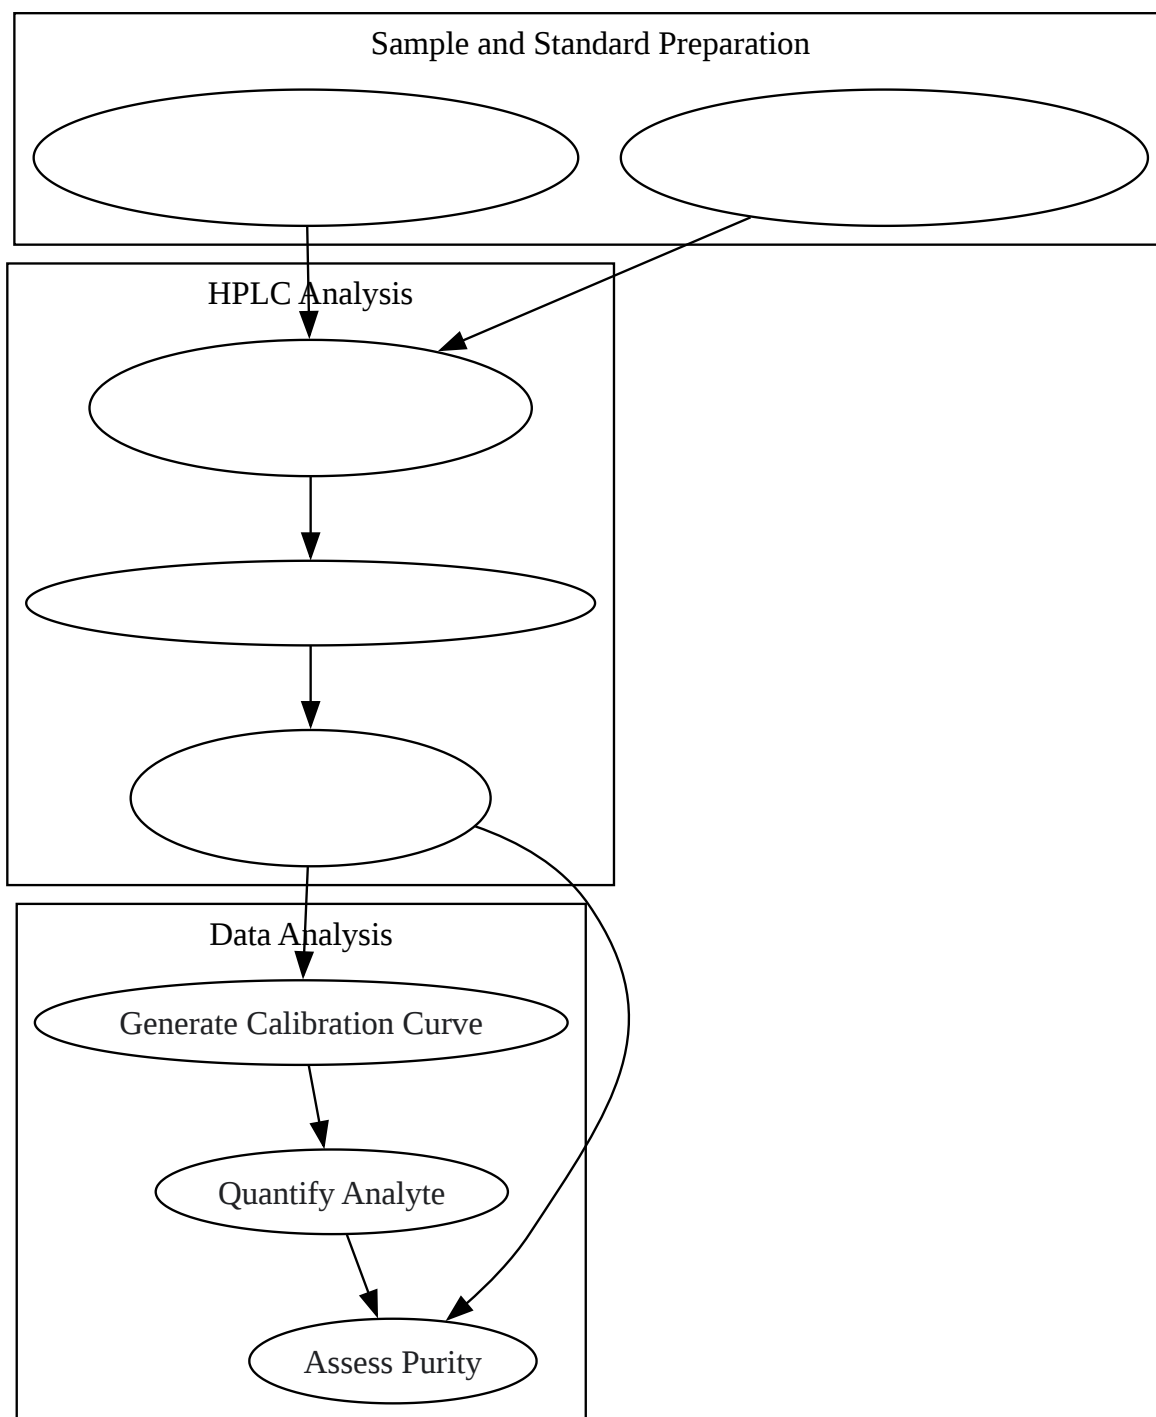 Sample and Standard Preparation
HPLC Analysis
Data Analysis
Generate Calibration Curve
Quantify Analyte
Assess Purity